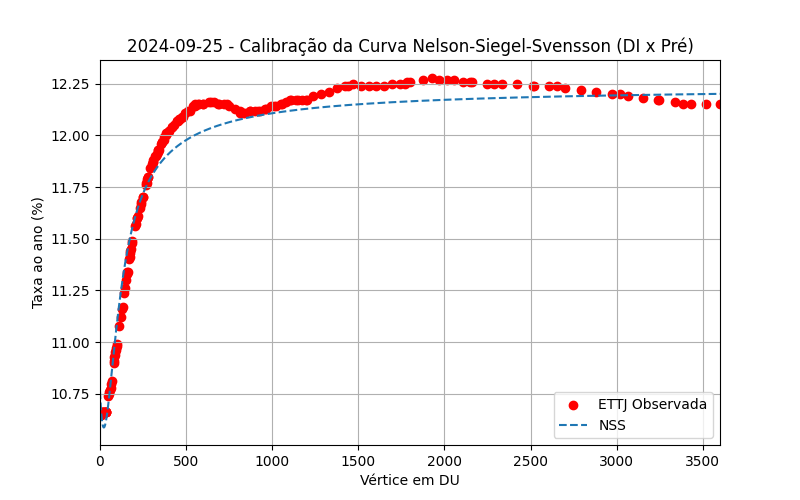 2024-09-25 - Calibração da Curva Nelson-Siegel-Svensson (DI x Pré)
Taxa ao ano (%)
12.25
12.00
11.75
11.50
11.25
11.00
10.75
0 500 1000 1500 2000 2500 3000 3500
Vértice em DU
ETTJ Observada
NSS